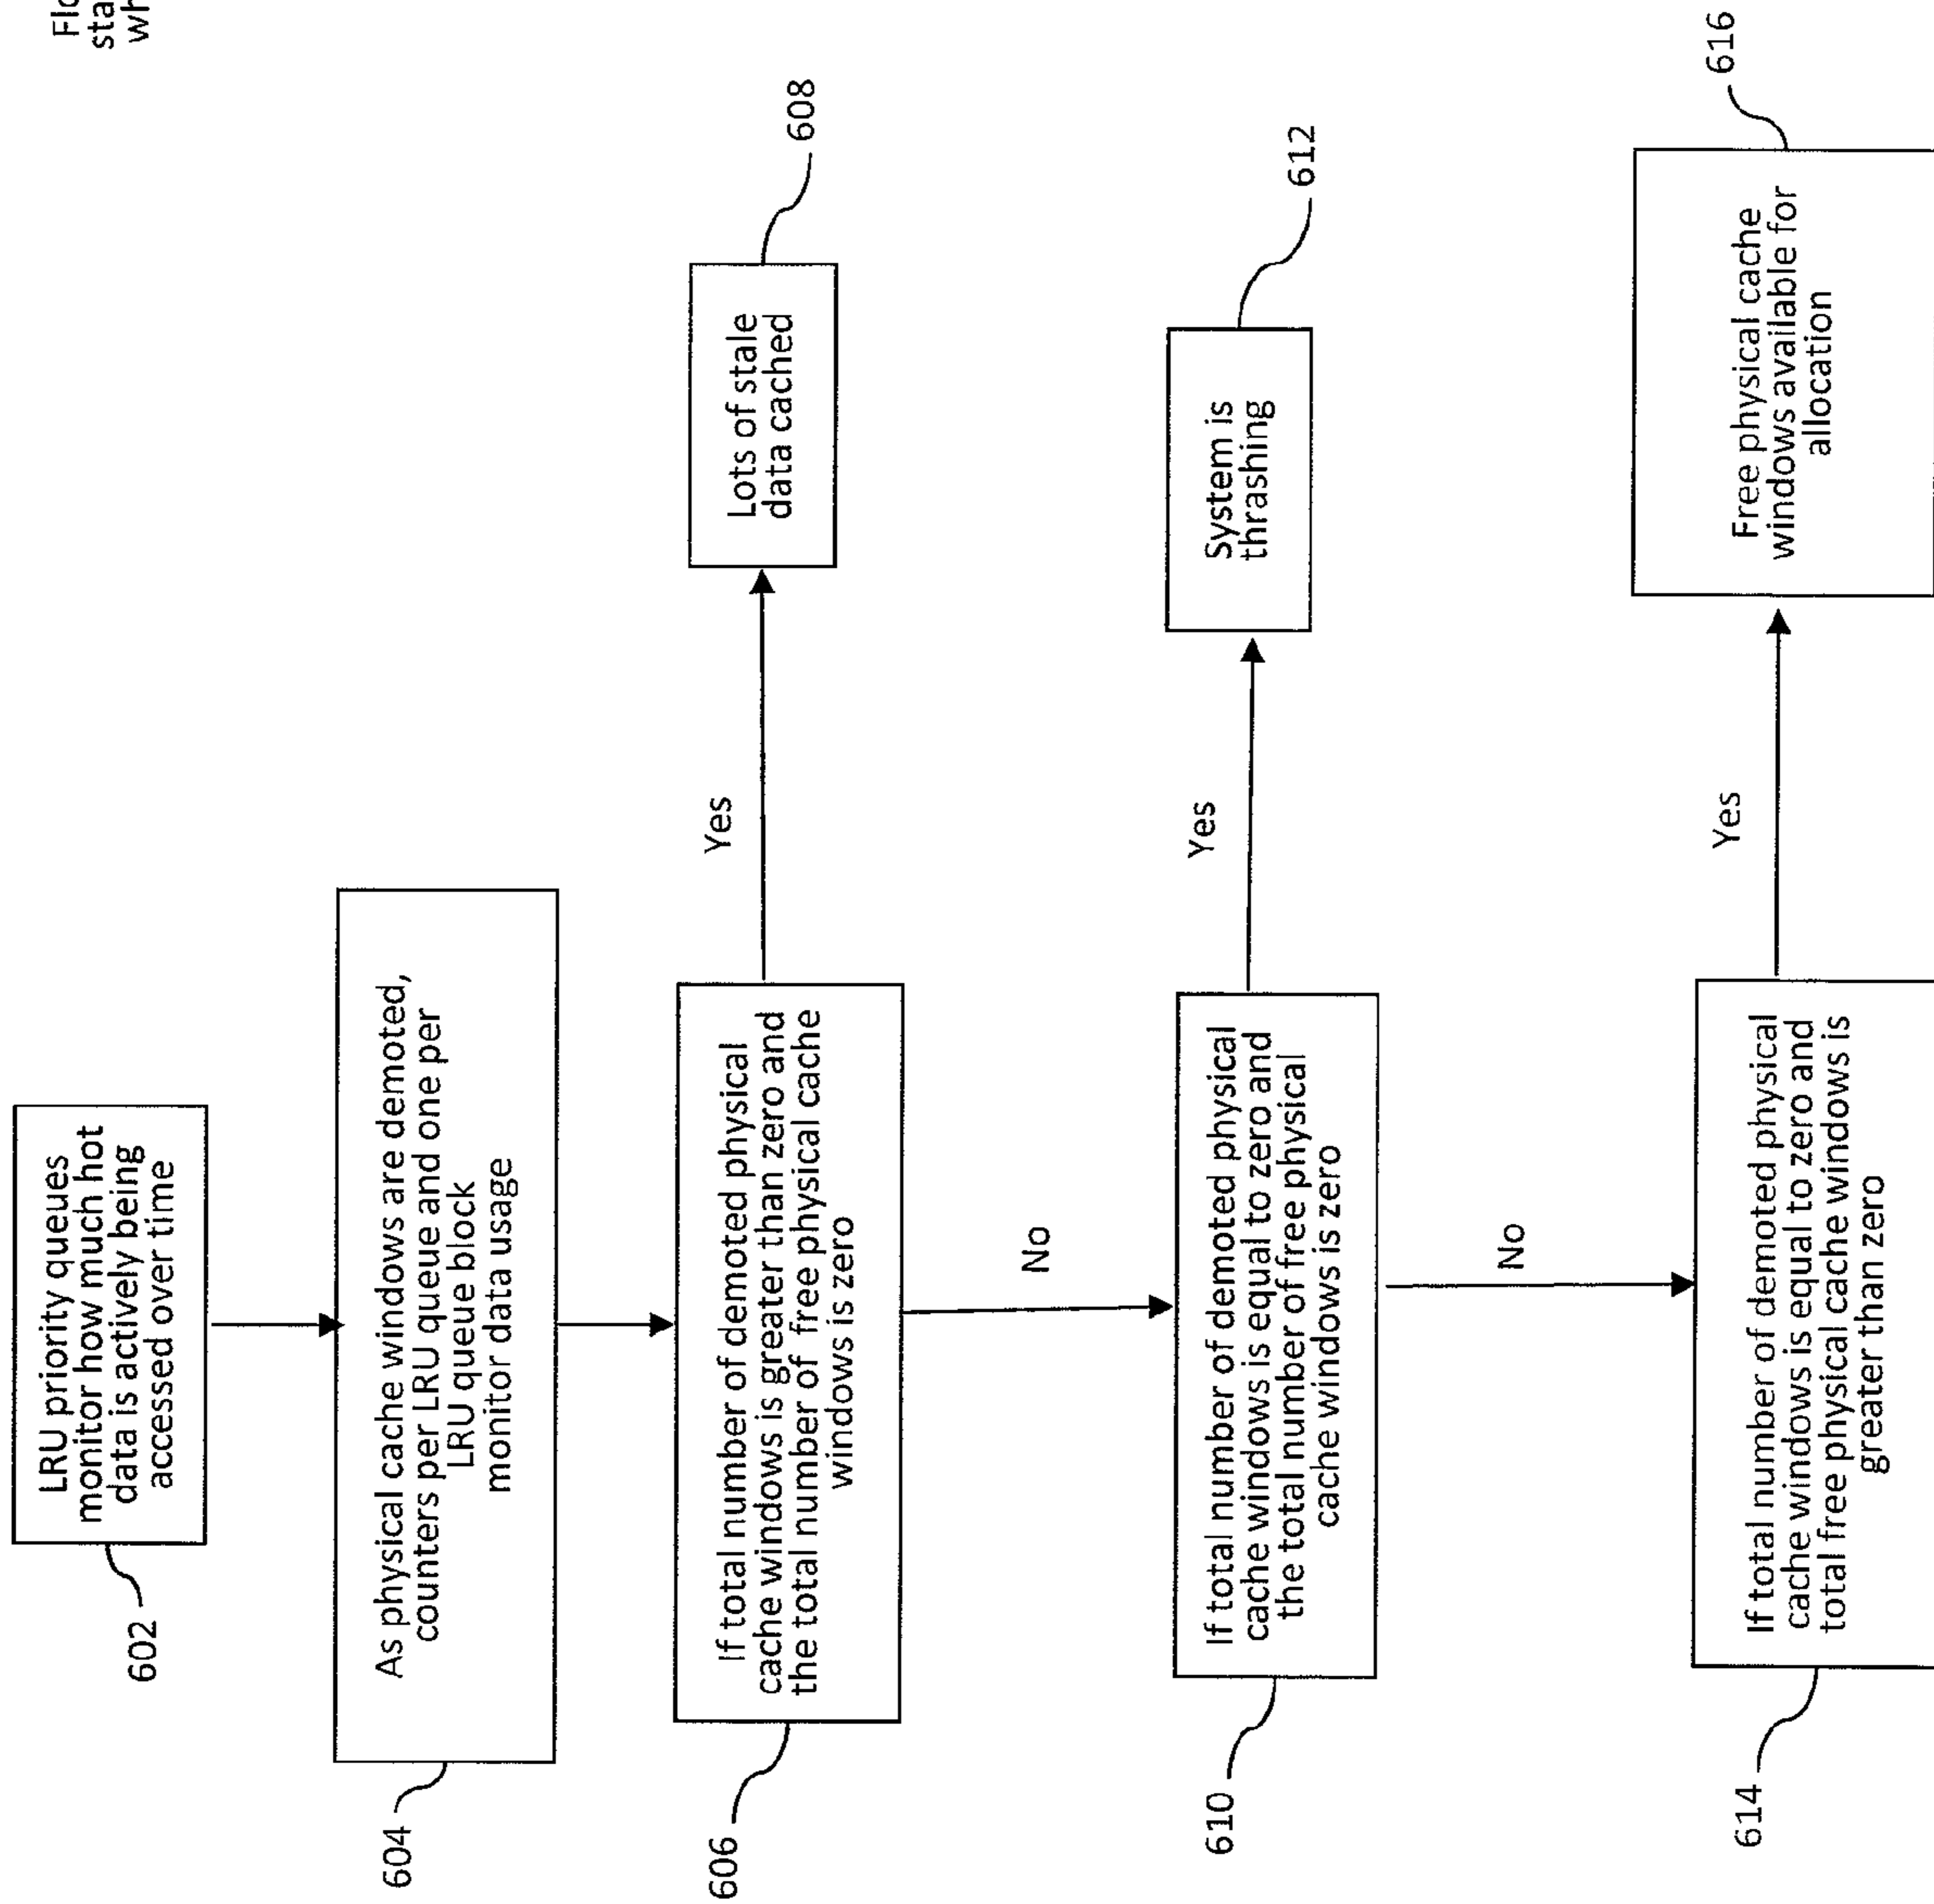 LRU priority queues
monitor how much hot
data is actively being
accessed over time
602
As physical cache windows are demoted,
counters per LRU queue and one per
LRU queue block
monitor data usage
604
If total number of demoted physical
cache windows is greater than zero and
the total number of free physical cache
windows is zero
606
Yes
Lots of stale
data cached
608
No
If total number of demoted physical
cache windows is equal to zero and
the total number of free physical
cache windows is zero
610
Yes
System is
thrashing
612
No
If total number of demoted physical
cache windows is equal to zero and
total free physical cache windows is
greater than zero
614
Yes
Free physical cache
windows available for
allocation
616